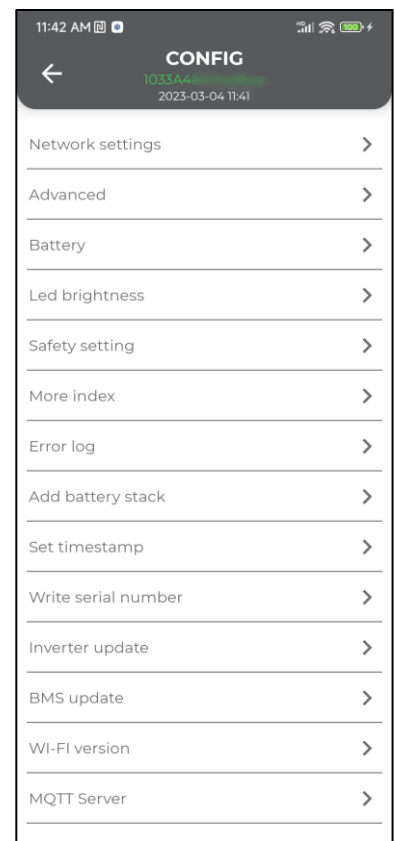 11:42 AM
100
CONFIG
1033A4
2023-03-04 11:41
Network settings
Advanced
Battery
Led brightness
Safety setting
More index
Error log
Add battery stack
Set timestamp
Write serial number
Inverter update
BMS update
WI-FI version
MQTT Server